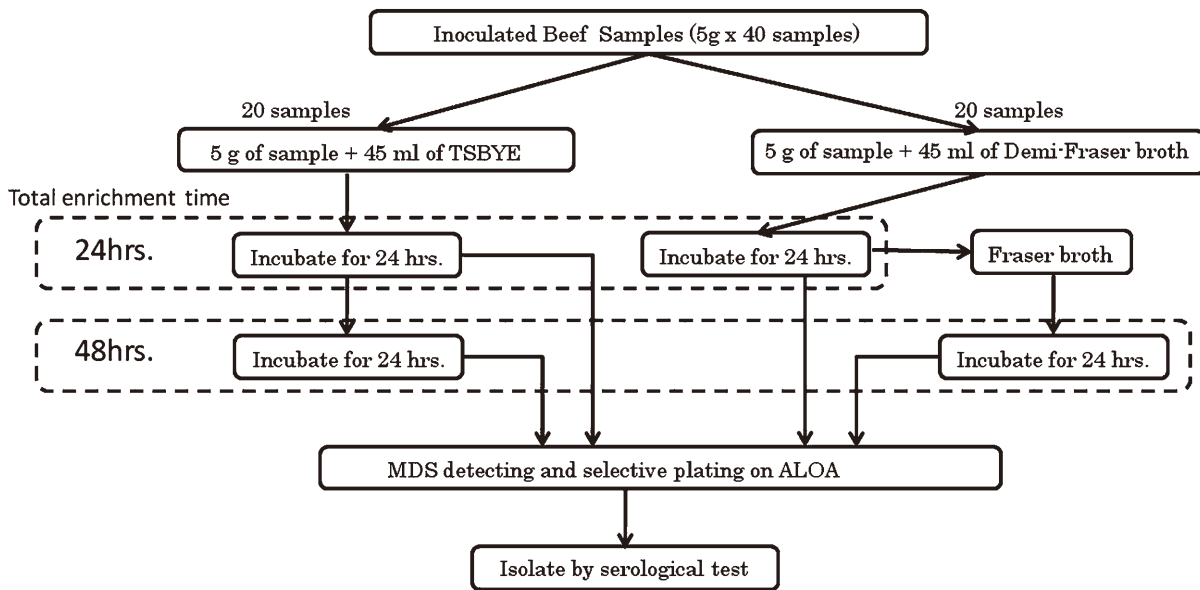 Inoculated Beef Samples (5g x 40 samples)
20 samples
20 samples
5 g of sample + 45 ml of TSBYE
5 g of sample + 45 ml of Demi-Fraser broth
Total enrichment time
24hrs.
Incubate for 24 hrs.
Incubate for 24 hrs.
Fraser broth
48hrs.
Incubate for 24 hrs.
Incubate for 24 hrs.
MDS detecting and selective plating on ALOA
Isolate by serological test